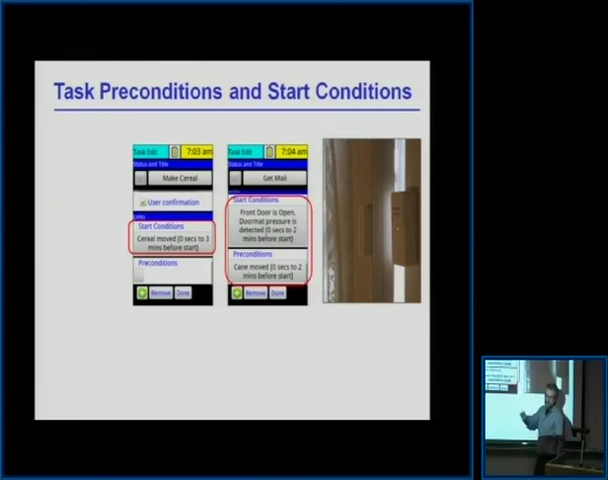 Task Preconditions and Start Conditions
Task Edit
7:03 am
Status and Title
Make Cereal
User confirmation
Links
Start Conditions
Cereal moved [0 secs to 3
mins before start]
Preconditions
Remove
Done
Task Edit
7:04 am
Status and Title
Get Mail
Start Conditions
Front Door is Open,
Doormat pressure is
detected [0 secs to 2
mins before start]
Preconditions
Cane moved [0 secs to 2
mins before start]
Remove
Done